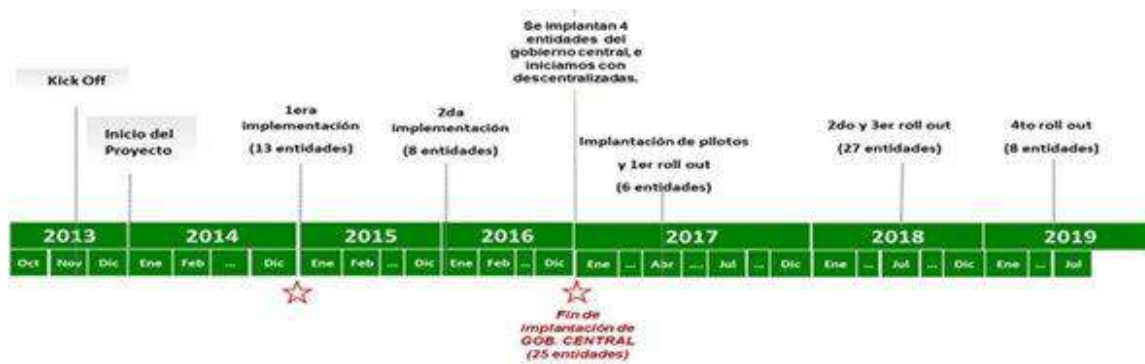 Se implantan 4
entidades del
gobierno central, e
iniciamos con
descentralizadas.
Kick Off
Inicio del
Proyecto
1era
implementación
(13 entidades)
2da
implementación
(8 entidades)
Implantación de pilotos
y 1er roll out
(6 entidades)
2do y 3er roll out
(27 entidades)
4to roll out
(8 entidades)
2013 2014 2015 2016 2017 2018 2019
Oct Nov Dic Ene Feb ... Dic Ene Feb ... Dic Ene Feb ... Dic Ene ... Abr .... Jul ... Dic Ene ... Jul ... Dic Ene ... Jul
Fin de
implantación de
GOB. CENTRAL
(25 entidades)